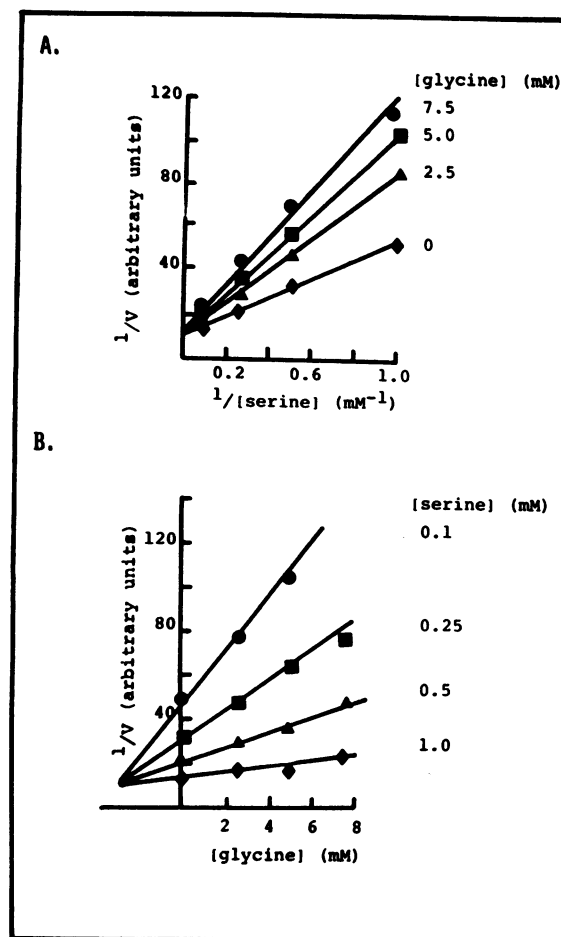 A.
[glycine] (mM)
120
7.5
5.0
80
2.5
40
0
1/V (arbitrary units)
0.2
0.6
1.0
1/[serine] (mM⁻¹)
B.
[serine] (mM)
0.1
120
80
0.25
40
0.5
1.0
1/V (arbitrary units)
2 4 6 8
[glycine] (mM)